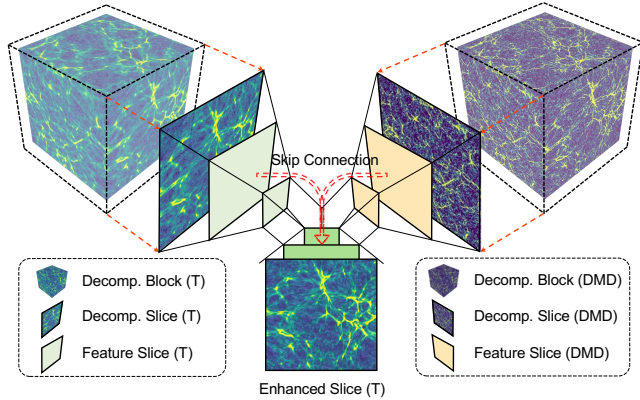 Skip Connection
Decomp. Block (T)
Decomp. Slice (T)
Feature Slice (T)
Enhanced Slice (T)
Decomp. Block (DMD)
Decomp. Slice (DMD)
Feature Slice (DMD)